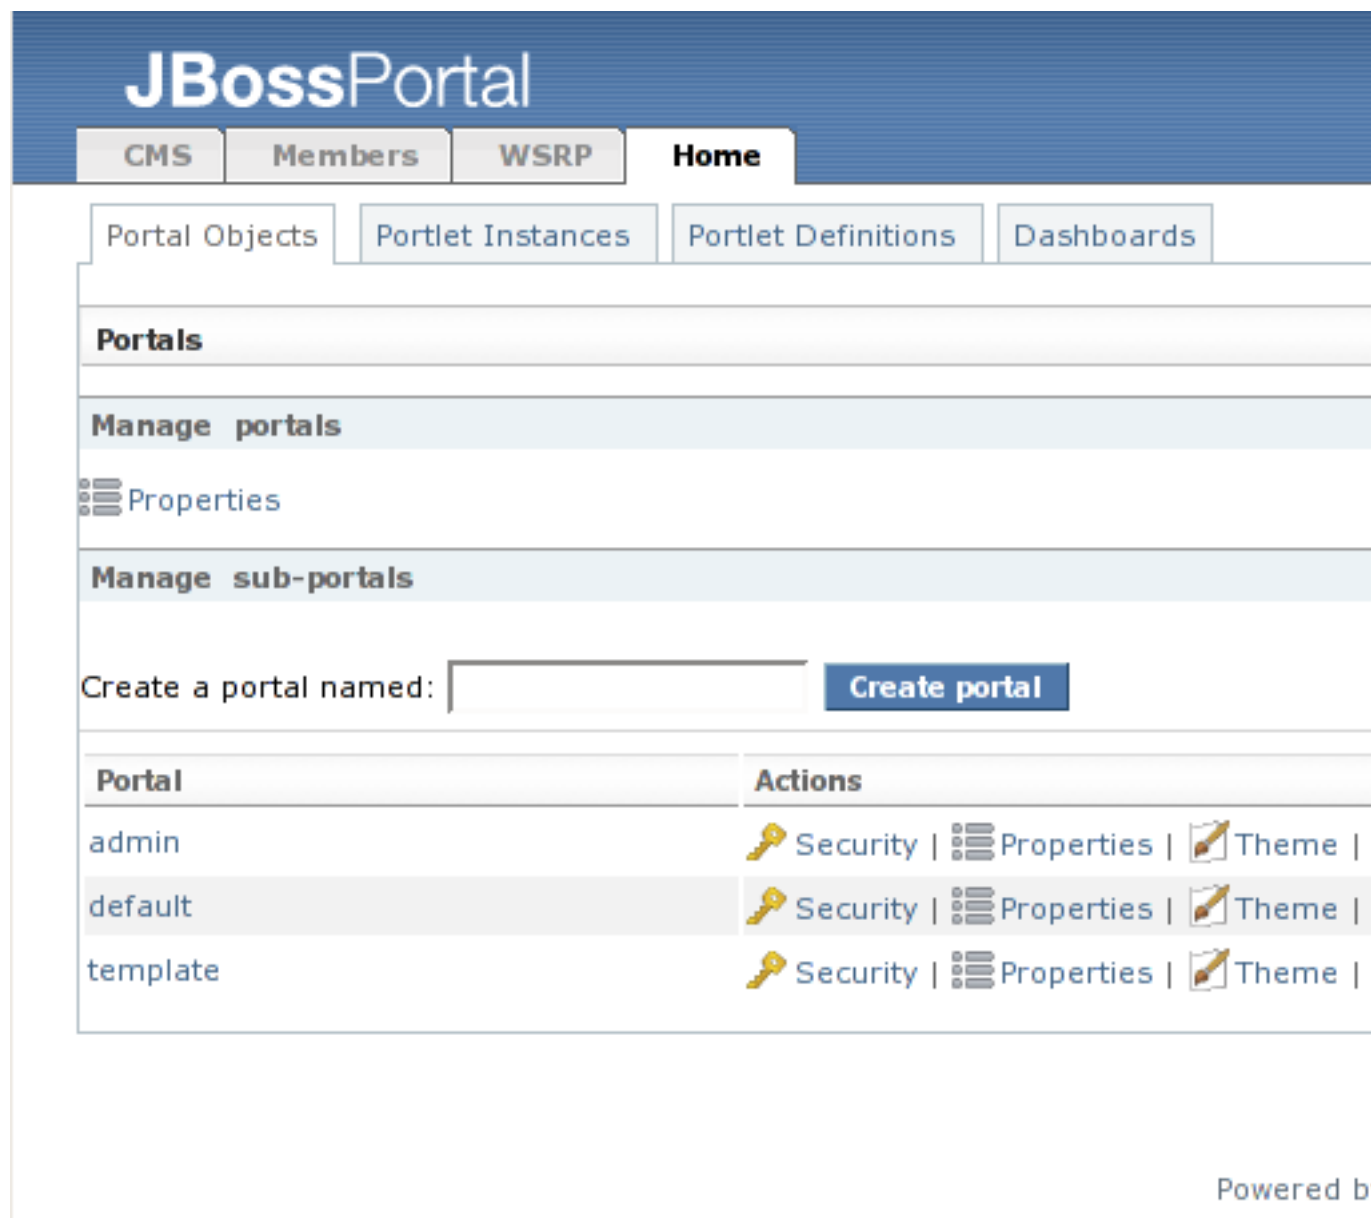 JBossPortal
CMS Members WSRP Home
Portal Objects Portlet Instances Portlet Definitions Dashboards
Portals
Manage portals
Properties
Manage sub-portals
Create a portal named: Create portal
Portal Actions
admin Security | Properties | Theme |
default Security | Properties | Theme |
template Security | Properties | Theme |
Powered b